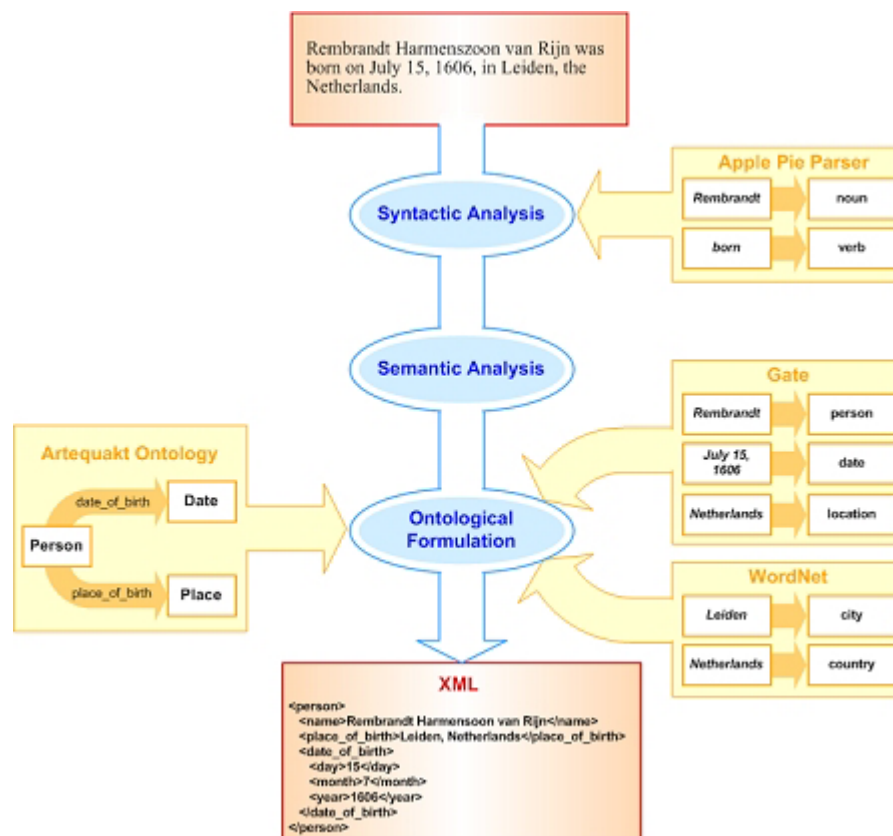 Rembrandt Harmenszoon van Rijn was
born on July 15, 1606, in Leiden, the
Netherlands.
Apple Pie Parser
Rembrandt
noun
born
verb
Syntactic Analysis
Semantic Analysis
Gate
Rembrandt
person
July 15,
1606
date
Netherlands
location
Artequakt Ontology
date_of_birth
Date
Person
place_of_birth
Place
Ontological
Formulation
WordNet
Leiden
city
Netherlands
country
XML
<person>
<name>Rembrandt Harmensoon van Rijn</name>
<place_of_birth>Leiden, Netherlands</place_of_birth>
<date_of_birth>
<day>15</day>
<month>7</month>
<year>1606</year>
</date_of_birth>
</person>